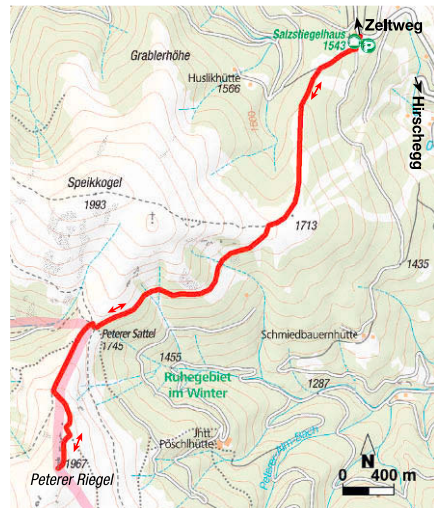 Zeltweg
Salzstiegelhaus
1543
P
Grablerhöhe
Huslikhütte
1566
Hirschegg
Speikkogel
1993
1713
1435
Peterer Sattel
1745
Schmiedbauernhütte
1455
1287
Ruhegebiet
im Winter
Pöschlhütte
Peterer Riegel
1967
N
0 400 m